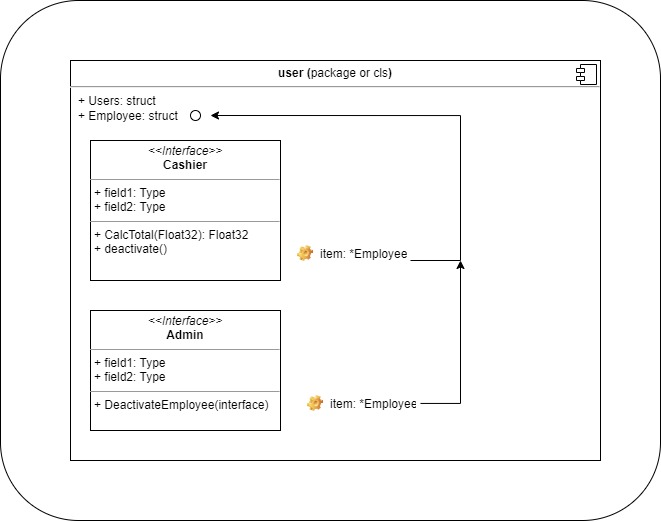 user (package or cls)
+ Users: struct
+ Employee: struct
<<Interface>>
Cashier
+ field1: Type
+ field2: Type
+ CalcTotal(Float32): Float32
+ deactivate()
item: *Employee
<<Interface>>
Admin
+ field1: Type
+ field2: Type
+ DeactivateEmployee(interface)
item: *Employee